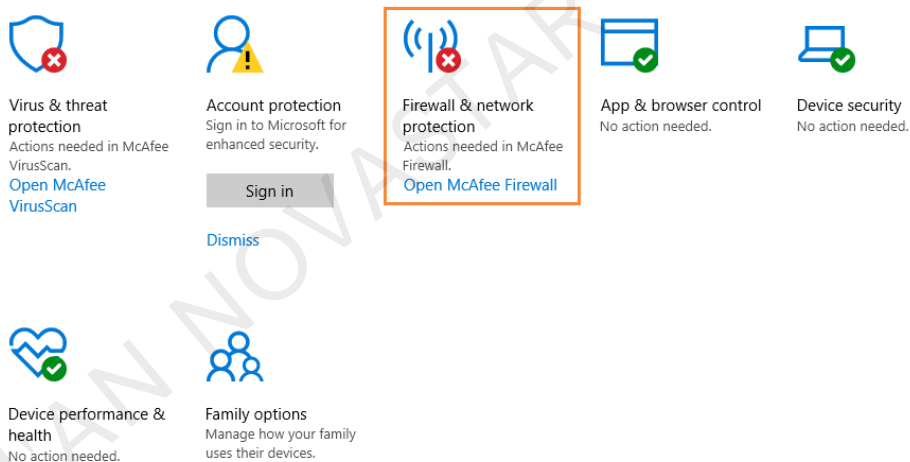 Virus & threat
protection
Actions needed in McAfee
VirusScan.
Open McAfee
VirusScan
Account protection
Sign in to Microsoft for
enhanced security.
Sign in
Dismiss
Firewall & network
protection
Actions needed in McAfee
Firewall.
Open McAfee Firewall
App & browser control
No action needed.
Device security
No action needed.
Device performance &
health
No action needed.
Family options
Manage how your family
uses their devices.
NOVASTAR